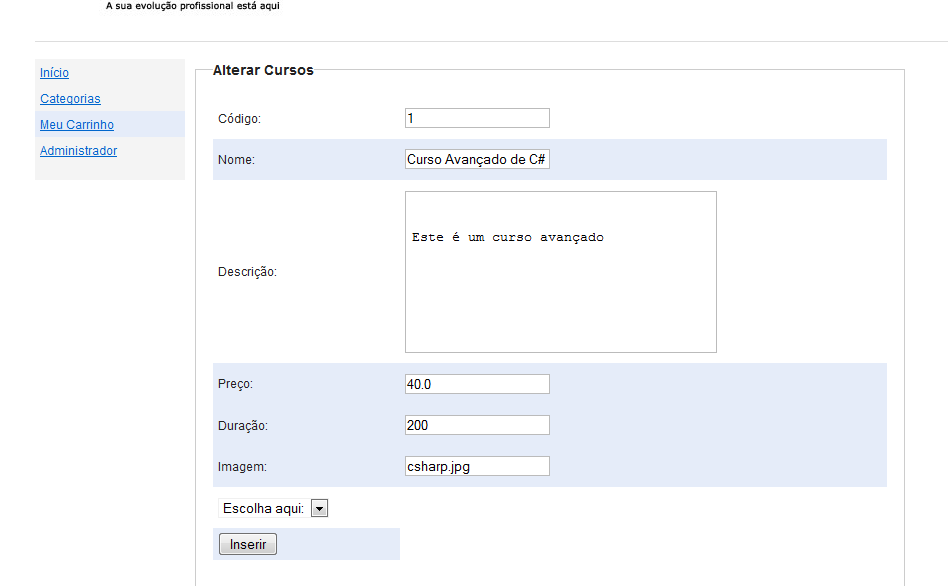 A sua evolução profissional está aqui
Início
Categorias
Meu Carrinho
Administrador
Alterar Cursos
Código: 1
Nome: Curso Avançado de C#
Descrição: Este é um curso avançado
Preço: 40.0
Duração: 200
Imagem: csharp.jpg
Escolha aqui:
Inserir